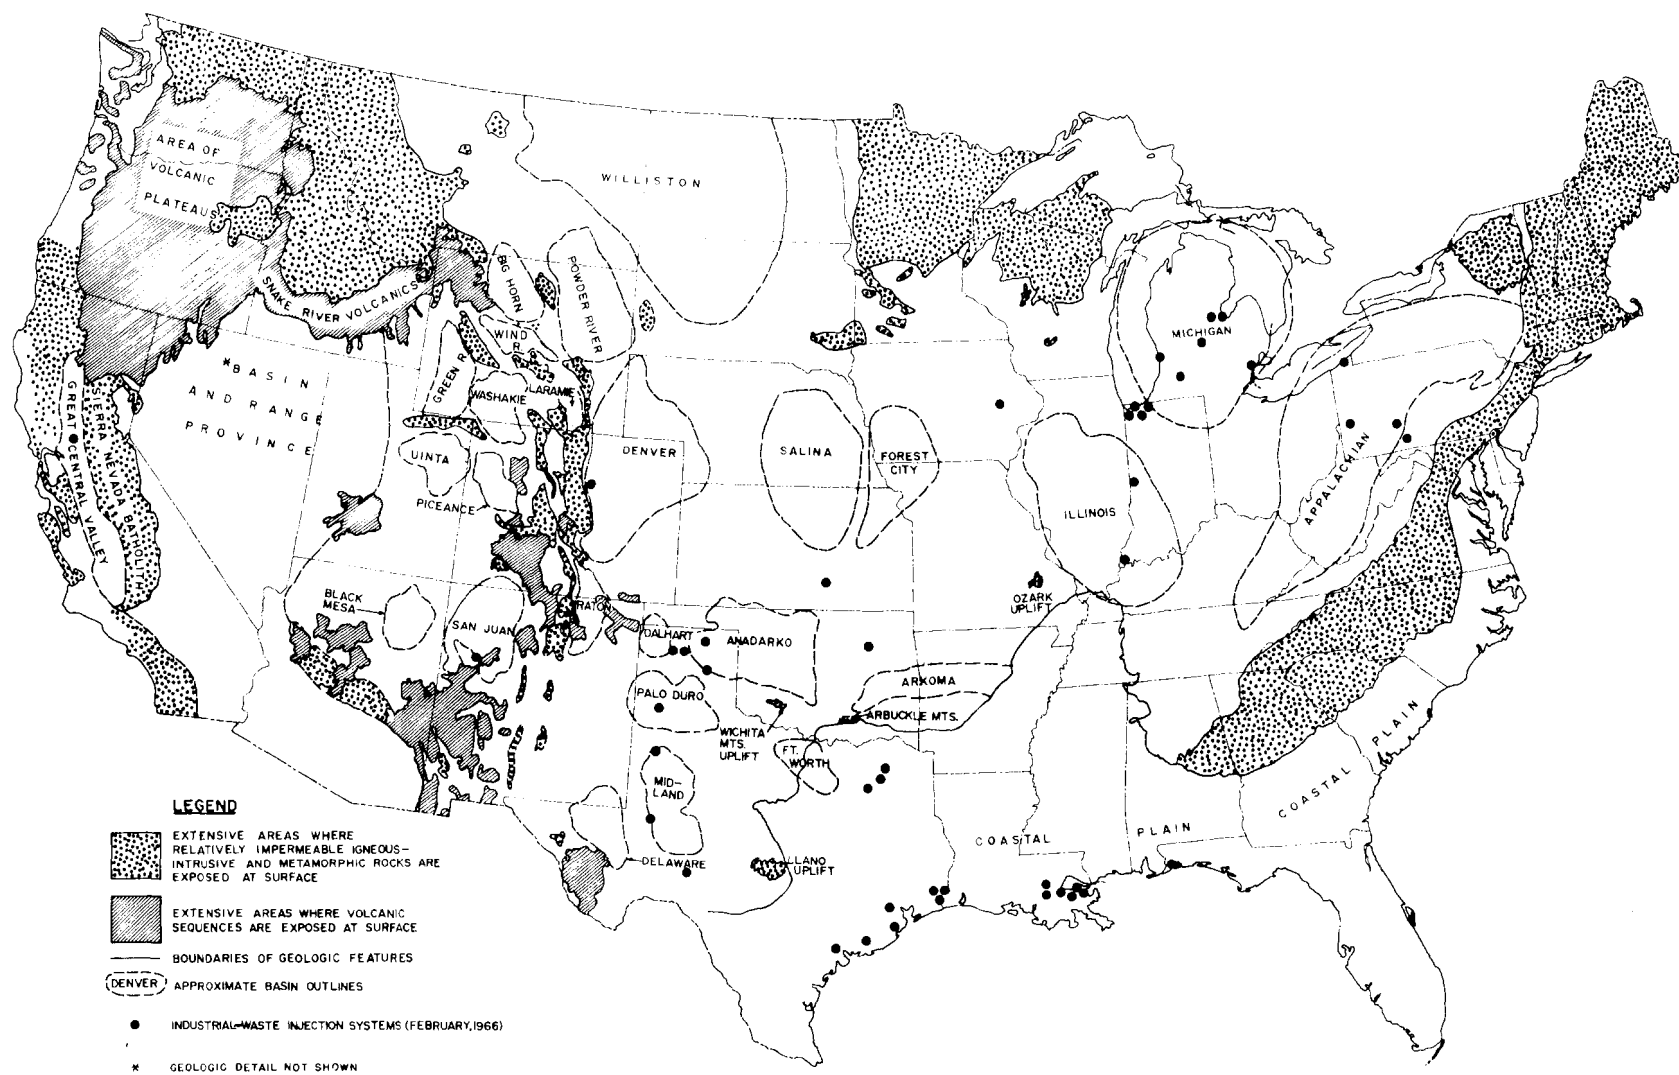 AREA OF
VOLCANIC
PLATEAUS
WILLISTON
SNAKE RIVER VOLCANICS
BIG HORN
POWDER RIVER
WIND
R.
MICHIGAN
* BASIN
AND RANGE
PROVINCE
GREEN R.
WASHAKIE
LARAMIE
GREAT CENTRAL VALLEY
SIERRA NEVADA BATHOLITH
UINTA
DENVER
SALINA
FOREST
CITY
APPALACHIAN
PICEANCE
ILLINOIS
BLACK
MESA
OZARK
UPLIFT
RATON
SAN JUAN
DALHART
ANADARKO
ARKOMA
PALO DURO
ARBUCKLE MTS.
WICHITA
MTS.
UPLIFT
FT.
WORTH
MID-
LAND
COASTAL PLAIN
COASTAL PLAIN
DELAWARE
LLANO
UPLIFT
LEGEND
EXTENSIVE AREAS WHERE
RELATIVELY IMPERMEABLE IGNEOUS-
INTRUSIVE AND METAMORPHIC ROCKS ARE
EXPOSED AT SURFACE
EXTENSIVE AREAS WHERE VOLCANIC
SEQUENCES ARE EXPOSED AT SURFACE
BOUNDARIES OF GEOLOGIC FEATURES
DENVER APPROXIMATE BASIN OUTLINES
INDUSTRIAL-WASTE INJECTION SYSTEMS (FEBRUARY, 1966)
* GEOLOGIC DETAIL NOT SHOWN